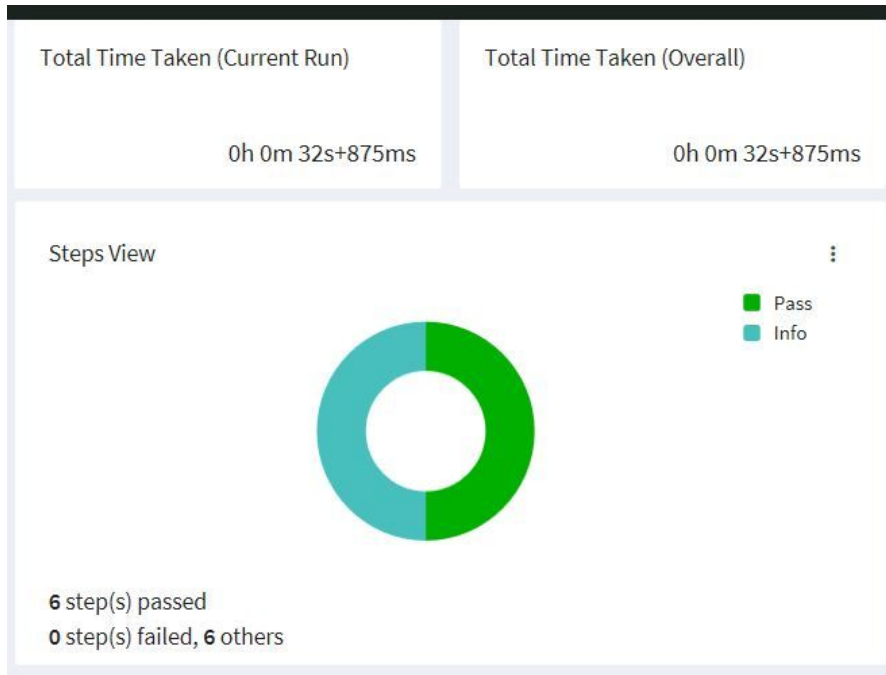 Total Time Taken (Current Run)
0h 0m 32s+875ms
Total Time Taken (Overall)
0h 0m 32s+875ms
Steps View
Pass
Info
6 step(s) passed
0 step(s) failed, 6 others